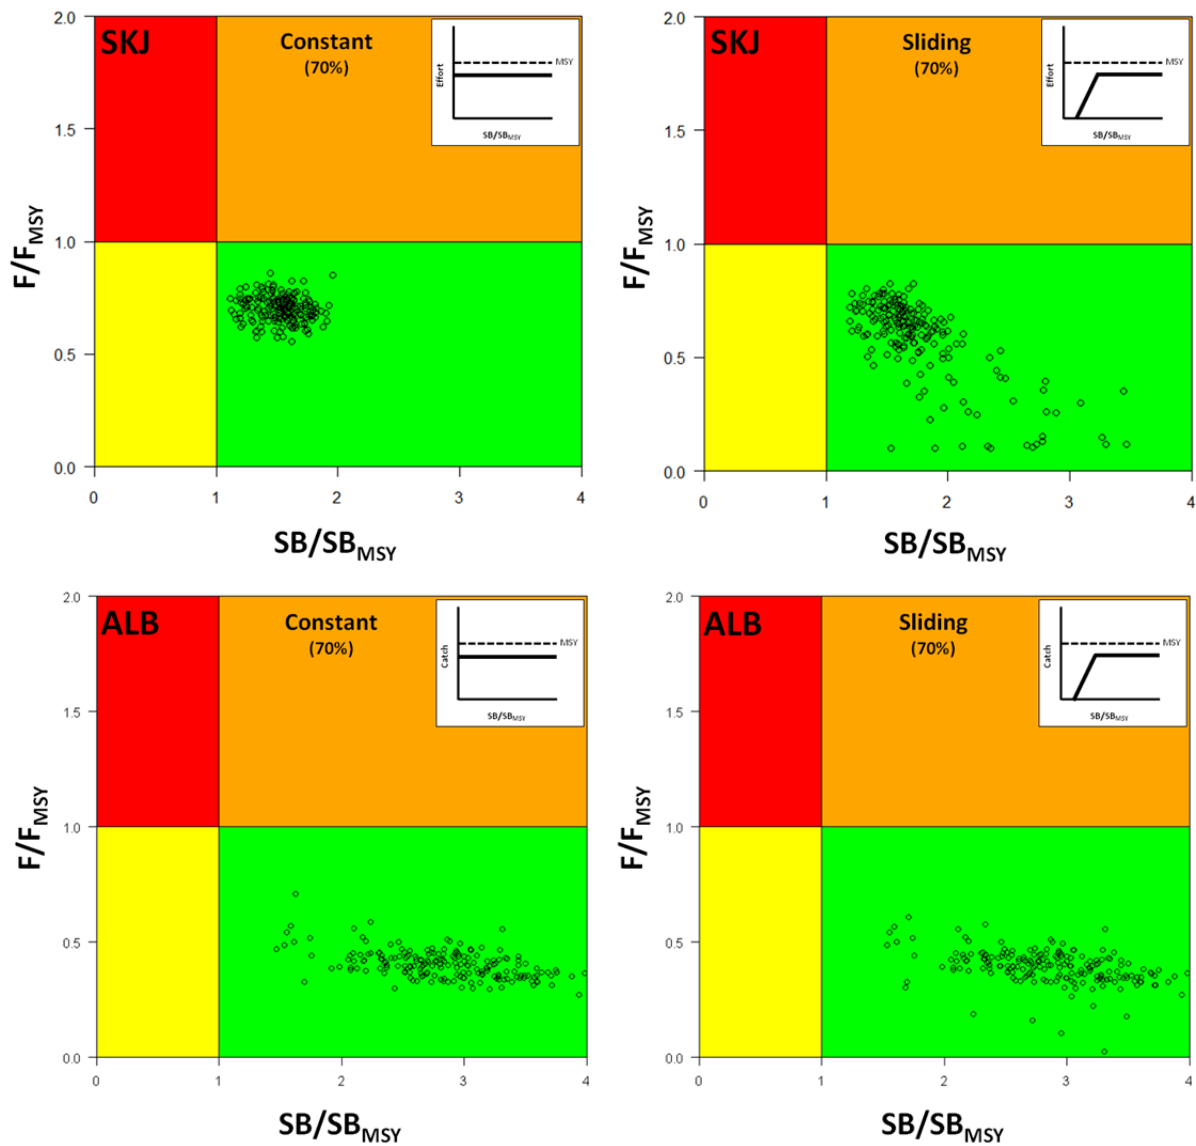 SKJ
Constant
(70%)
Effort
MSY
SB/SBMSY
2.0
1.5
1.0
0.5
0.0
F/FMSY
0 1 2 3 4
SB/SBMSY
SKJ
Sliding
(70%)
Effort
MSY
SB/SBMSY
2.0
1.5
1.0
0.5
0.0
F/FMSY
0 1 2 3 4
SB/SBMSY
ALB
Constant
(70%)
Catch
MSY
SB/SBMSY
2.0
1.5
1.0
0.5
0.0
F/FMSY
0 1 2 3 4
SB/SBMSY
ALB
Sliding
(70%)
Catch
MSY
SB/SBMSY
2.0
1.5
1.0
0.5
0.0
F/FMSY
0 1 2 3 4
SB/SBMSY